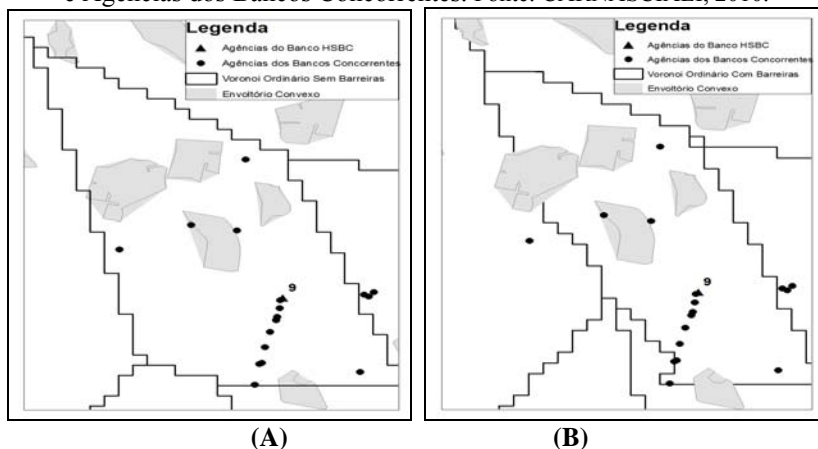 e Agências dos Bancos Concorrentes. Fonte: CARNASCIALI, 2010.
Legenda
Agências do Banco HSBC
Agências dos Bancos Concorrentes
Voronoi Ordinário Sem Barreiras
Envoltório Convexo
9
(A)
Legenda
Agências do Banco HSBC
Agências dos Bancos Concorrentes
Voronoi Ordinário Com Barreiras
Envoltório Convexo
9
(B)